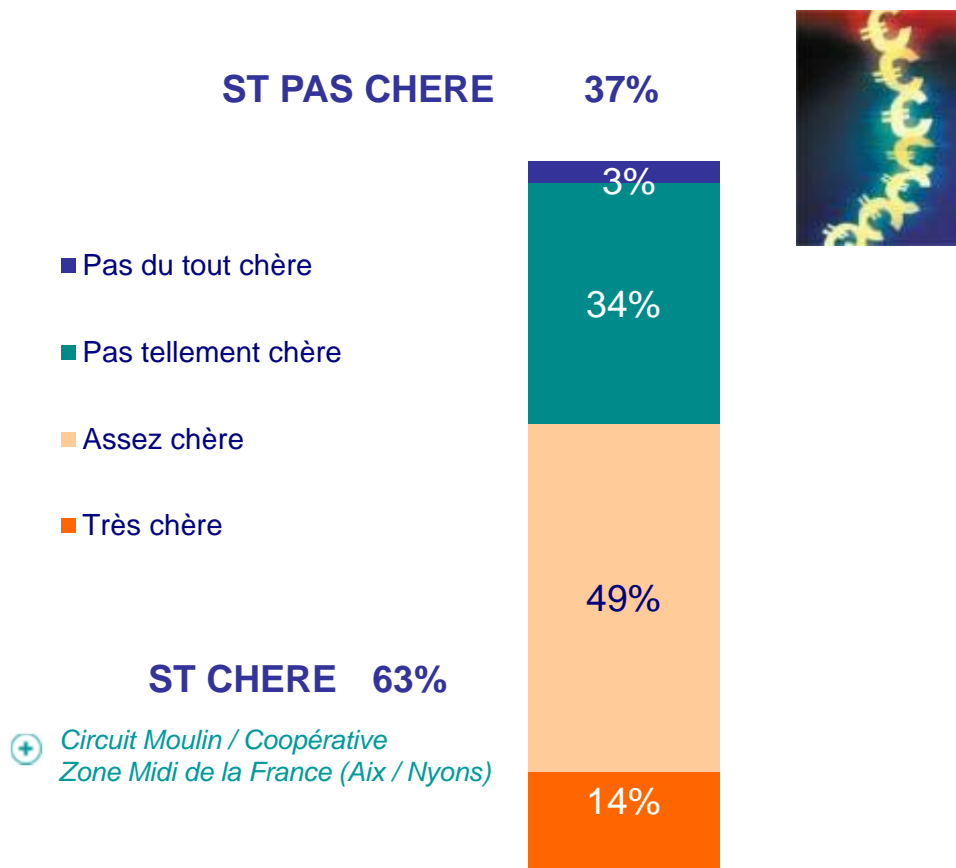 ST PAS CHERE 37%
3%
Pas du tout chère
34%
Pas tellement chère
Assez chère
Très chère
49%
ST CHERE 63%
Circuit Moulin / Coopérative
Zone Midi de la France (Aix / Nyons)
14%